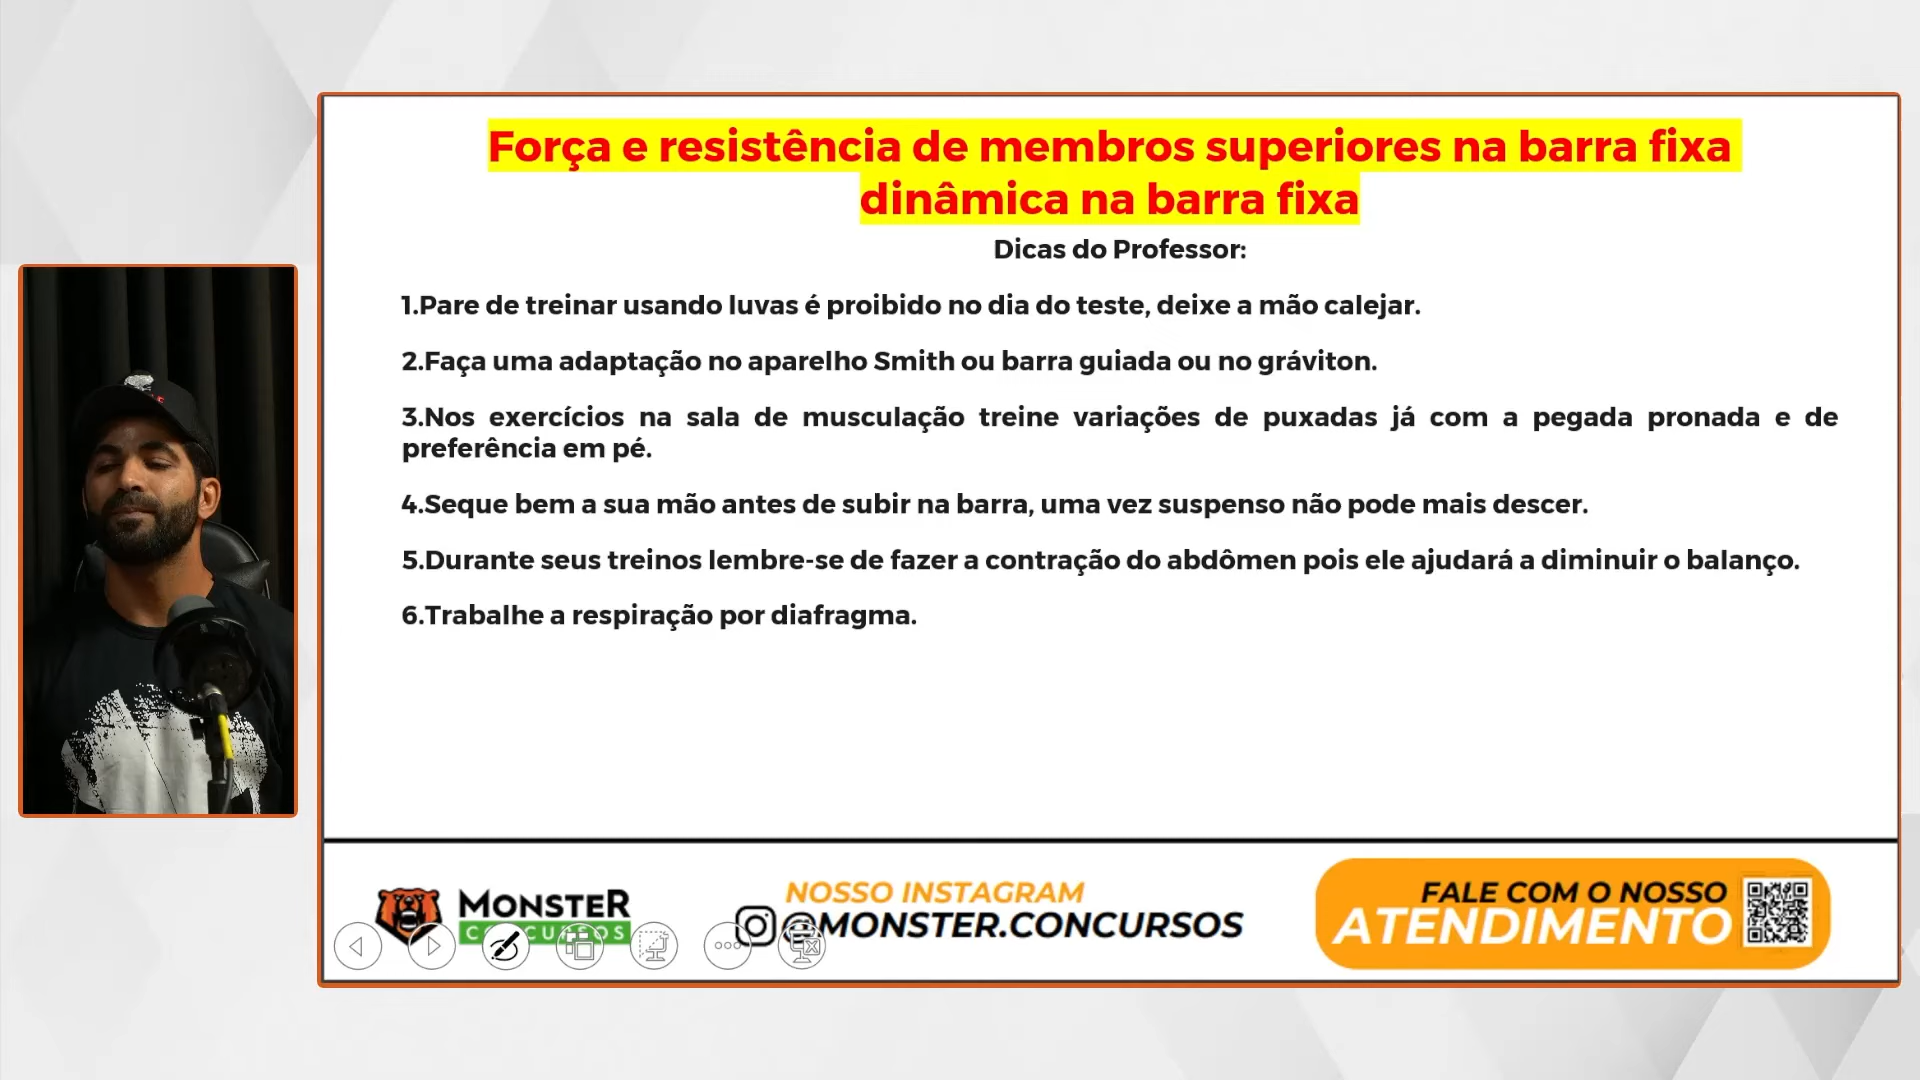 Força e resistência de membros superiores na barra fixa
dinâmica na barra fixa
Dicas do Professor:
1.Pare de treinar usando luvas é proibido no dia do teste, deixe a mão calejar.
2.Faça uma adaptação no aparelho Smith ou barra guiada ou no gráviton.
3.Nos exercícios na sala de musculação treine variações de puxadas já com a pegada pronada e de
preferência em pé.
4.Seque bem a sua mão antes de subir na barra, uma vez suspenso não pode mais descer.
5.Durante seus treinos lembre-se de fazer a contração do abdômen pois ele ajudará a diminuir o balanço.
6.Trabalhe a respiração por diafragma.
MONSTER
CONCURSOS
NOSSO INSTAGRAM
@MONSTER.CONCURSOS
FALE COM O NOSSO
ATENDIMENTO